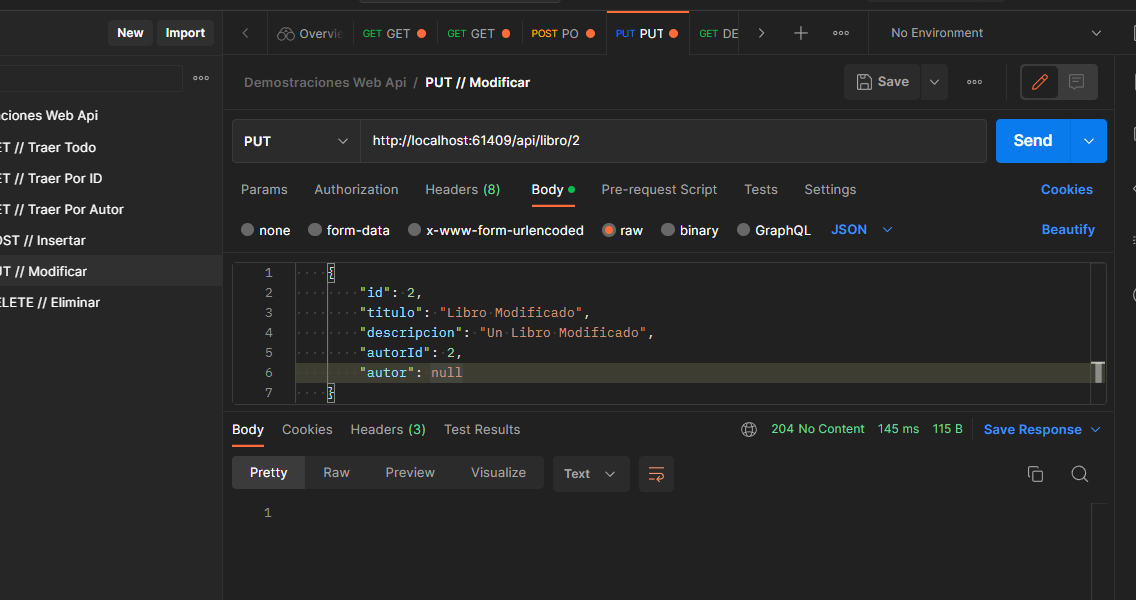 New Import
Overvie GET GET GET GET POST PO PUT PUT GET DE No Environment
Demostraciones Web Api / PUT // Modificar Save
ciones Web Api
ET // Traer Todo
ET // Traer Por ID
ET // Traer Por Autor
OST // Insertar
UT // Modificar
ELETE // Eliminar
PUT http://localhost:61409/api/libro/2 Send
Params Authorization Headers (8) Body Pre-request Script Tests Settings Cookies
none form-data x-www-form-urlencoded raw binary GraphQL JSON Beautify
1 {
2 "id": 2,
3 "titulo": "Libro Modificado",
4 "descripcion": "Un Libro Modificado",
5 "autorId": 2,
6 "autor": null
7 }
Body Cookies Headers (3) Test Results 204 No Content 145 ms 115 B Save Response
Pretty Raw Preview Visualize Text
1